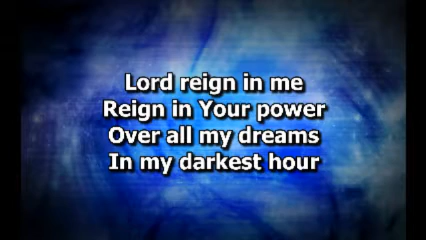 Lord reign in me
Reign in Your power
Over all my dreams
In my darkest hour